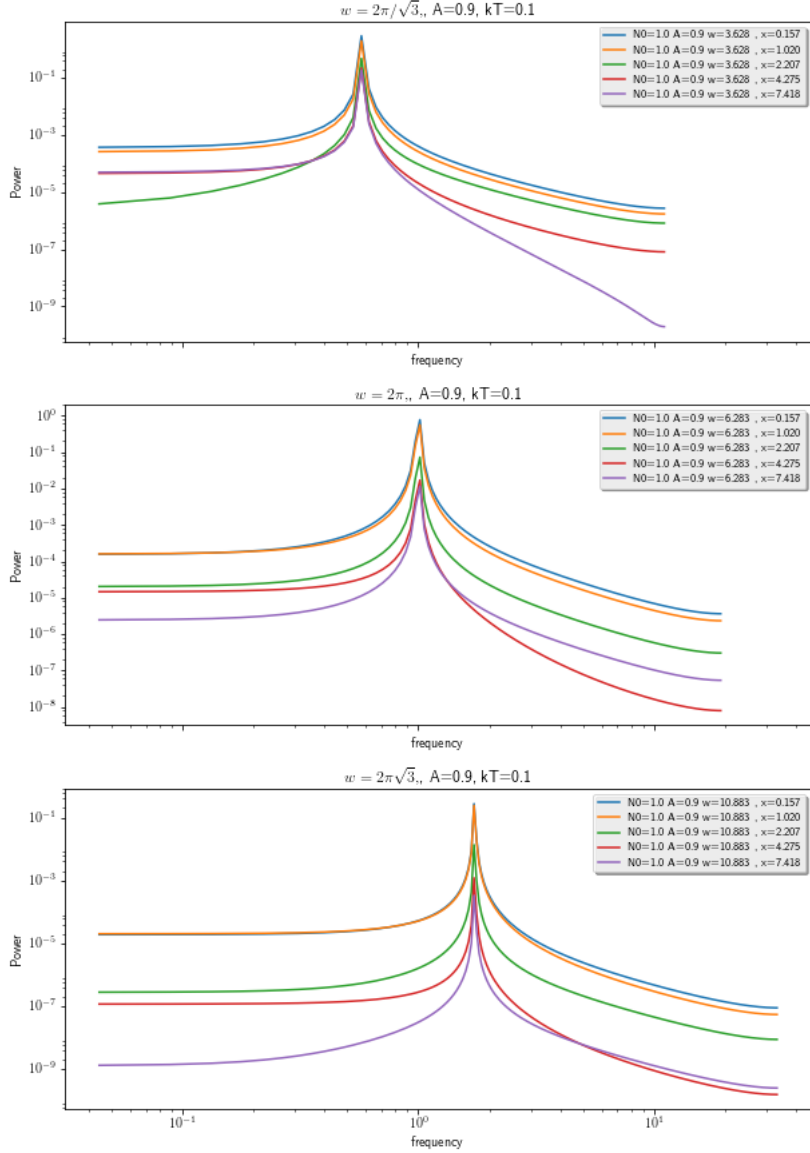 w = 2π/√3,, A=0.9, kT=0.1
N0=1.0 A=0.9 w=3.628 , x=0.157
N0=1.0 A=0.9 w=3.628 , x=1.020
N0=1.0 A=0.9 w=3.628 , x=2.207
N0=1.0 A=0.9 w=3.628 , x=4.275
N0=1.0 A=0.9 w=3.628 , x=7.418
10⁻¹
10⁻³
10⁻⁵
10⁻⁷
10⁻⁹
Power
frequency
w = 2π,, A=0.9, kT=0.1
N0=1.0 A=0.9 w=6.283 , x=0.157
N0=1.0 A=0.9 w=6.283 , x=1.020
N0=1.0 A=0.9 w=6.283 , x=2.207
N0=1.0 A=0.9 w=6.283 , x=4.275
N0=1.0 A=0.9 w=6.283 , x=7.418
10⁰
10⁻¹
10⁻²
10⁻³
10⁻⁴
10⁻⁵
10⁻⁶
10⁻⁷
10⁻⁸
Power
frequency
w = 2π√3,, A=0.9, kT=0.1
N0=1.0 A=0.9 w=10.883 , x=0.157
N0=1.0 A=0.9 w=10.883 , x=1.020
N0=1.0 A=0.9 w=10.883 , x=2.207
N0=1.0 A=0.9 w=10.883 , x=4.275
N0=1.0 A=0.9 w=10.883 , x=7.418
10⁻¹
10⁻³
10⁻⁵
10⁻⁷
10⁻⁹
Power
10⁻¹ 10⁰ 10¹
frequency